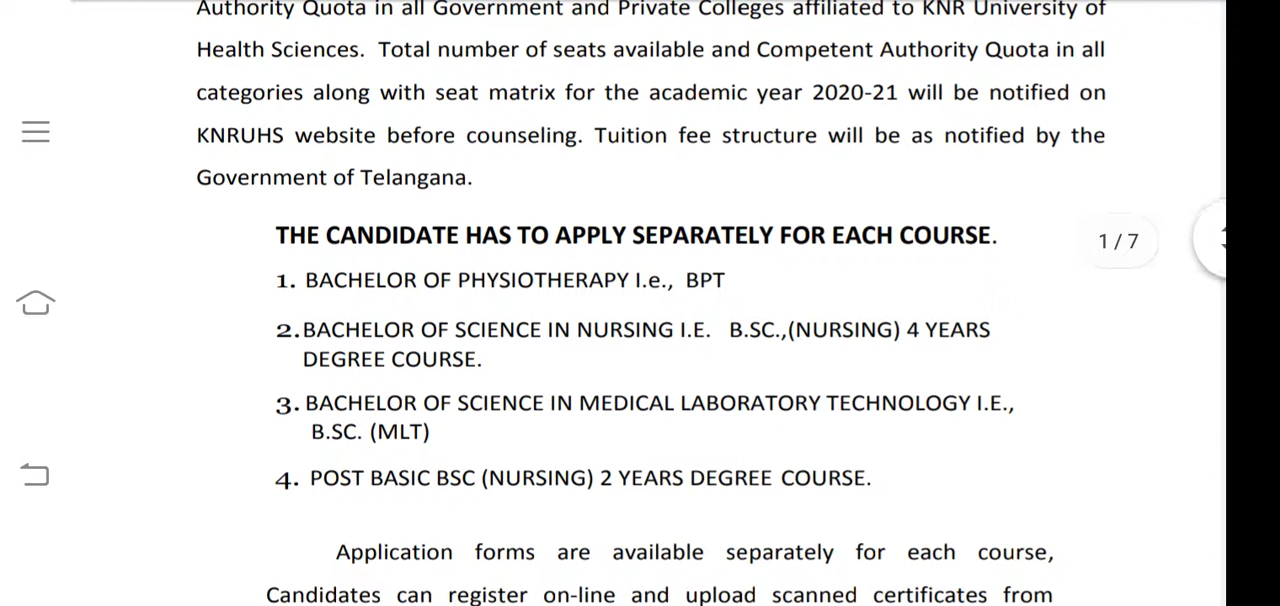 Authority Quota in all Government and Private Colleges affiliated to KNR University of
Health Sciences. Total number of seats available and Competent Authority Quota in all
categories along with seat matrix for the academic year 2020-21 will be notified on
KNRUHS website before counseling. Tuition fee structure will be as notified by the
Government of Telangana.
THE CANDIDATE HAS TO APPLY SEPARATELY FOR EACH COURSE.
1 / 7
1. BACHELOR OF PHYSIOTHERAPY I.e., BPT
2. BACHELOR OF SCIENCE IN NURSING I.E. B.SC.,(NURSING) 4 YEARS
DEGREE COURSE.
3. BACHELOR OF SCIENCE IN MEDICAL LABORATORY TECHNOLOGY I.E.,
B.SC. (MLT)
4. POST BASIC BSC (NURSING) 2 YEARS DEGREE COURSE.
Application forms are available separately for each course,
Candidates can register on-line and upload scanned certificates from